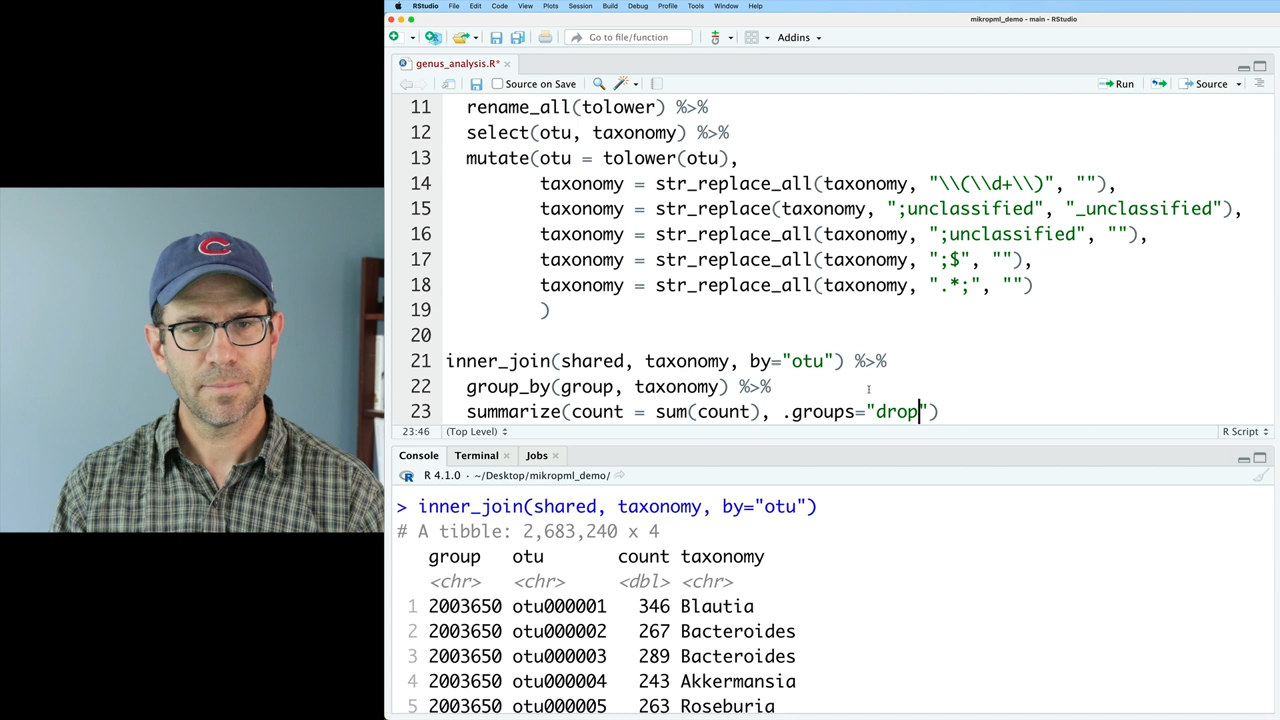 RStudio File Edit Code View Plots Session Build Debug Profile Tools Window Help
mikropml_demo - main - RStudio
Go to file/function Addins
genus_analysis.R*
Source on Save Run Source
11 rename_all(tolower) %>%
12 select(otu, taxonomy) %>%
13 mutate(otu = tolower(otu),
14 taxonomy = str_replace_all(taxonomy, "\\(\\d+\\)", ""),
15 taxonomy = str_replace(taxonomy, ";unclassified", "_unclassified"),
16 taxonomy = str_replace_all(taxonomy, ";unclassified", ""),
17 taxonomy = str_replace_all(taxonomy, ";$", ""),
18 taxonomy = str_replace_all(taxonomy, ".*;", "")
19 )
20
21 inner_join(shared, taxonomy, by="otu") %>%
22 group_by(group, taxonomy) %>%
23 summarize(count = sum(count), .groups="drop")
23:46 (Top Level) R Script
Console Terminal Jobs
R 4.1.0 · ~/Desktop/mikropml_demo/
> inner_join(shared, taxonomy, by="otu")
# A tibble: 2,683,240 x 4
group otu count taxonomy
<chr> <chr> <dbl> <chr>
1 2003650 otu000001 346 Blautia
2 2003650 otu000002 267 Bacteroides
3 2003650 otu000003 289 Bacteroides
4 2003650 otu000004 243 Akkermansia
5 2003650 otu000005 263 Roseburia
C